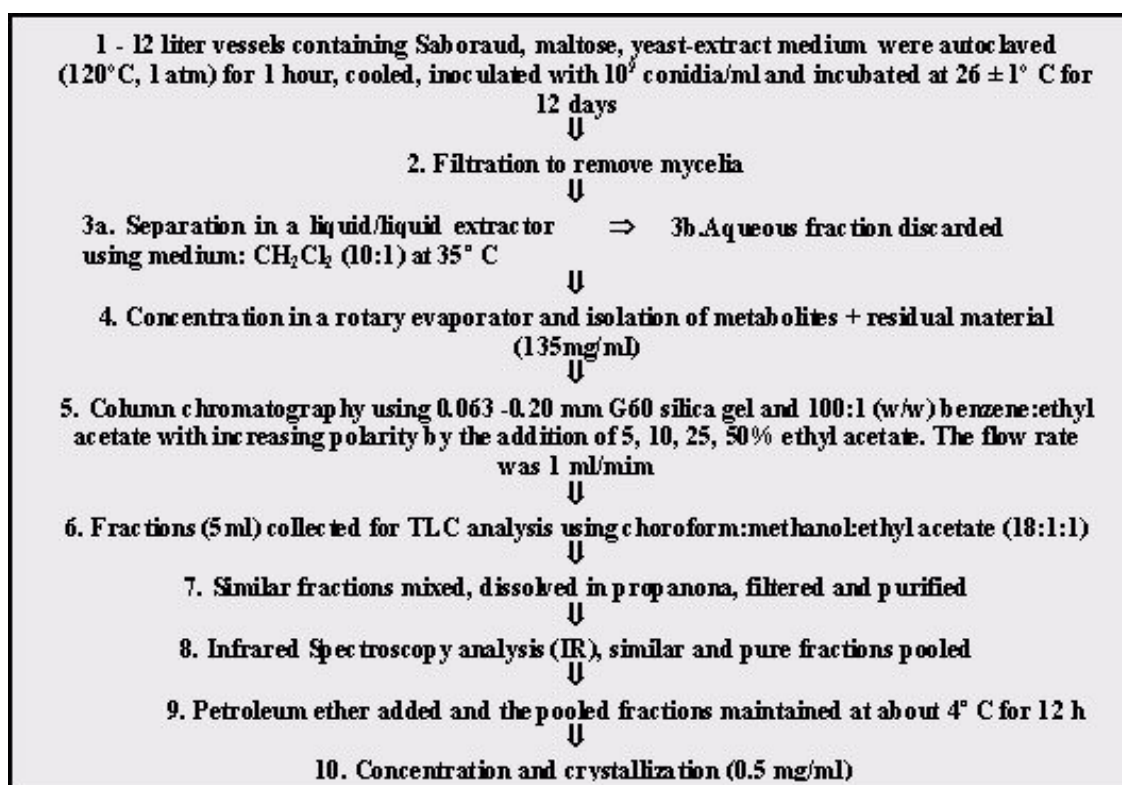 1 - 12 liter vessels containing Saboraud, maltose, yeast-extract medium were autoclaved
(120°C, 1 atm) for 1 hour, cooled, inoculated with 10⁹ conidia/ml and incubated at 26 ± 1° C for
12 days
⇓
2. Filtration to remove mycelia
⇓
3a. Separation in a liquid/liquid extractor ⇒ 3b.Aqueous fraction discarded
using medium: CH₂Cl₂ (10:1) at 35° C
⇓
4. Concentration in a rotary evaporator and isolation of metabolites + residual material
(135mg/ml)
⇓
5. Column chromatography using 0.063 -0.20 mm G60 silica gel and 100:1 (w/w) benzene:ethyl
acetate with increasing polarity by the addition of 5, 10, 25, 50% ethyl acetate. The flow rate
was 1 ml/mim
⇓
6. Fractions (5 ml) collected for TLC analysis using choroform:methanol:ethyl acetate (18:1:1)
⇓
7. Similar fractions mixed, dissolved in propanona, filtered and purified
⇓
8. Infrared Spectroscopy analysis (IR), similar and pure fractions pooled
⇓
9. Petroleum ether added and the pooled fractions maintained at about 4° C for 12 h
⇓
10. Concentration and crystallization (0.5 mg/ml)